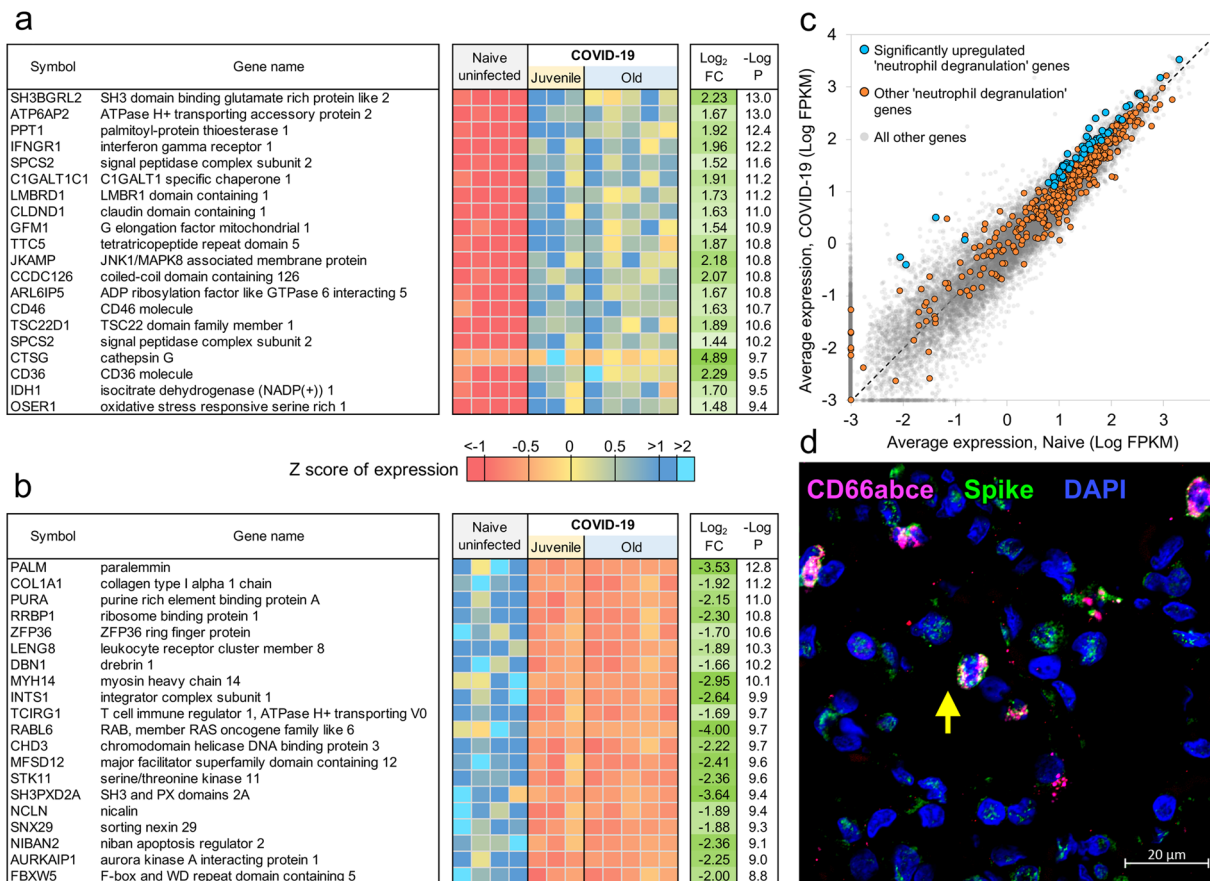 a
Symbol Gene name Naive uninfected COVID-19 Juvenile Old Log2 FC -Log P
SH3BGRL2 SH3 domain binding glutamate rich protein like 2 2.23 13.0
ATP6AP2 ATPase H+ transporting accessory protein 2 1.67 13.0
PPT1 palmitoyl-protein thioesterase 1 1.92 12.4
IFNGR1 interferon gamma receptor 1 1.96 12.2
SPCS2 signal peptidase complex subunit 2 1.52 11.6
C1GALT1C1 C1GALT1 specific chaperone 1 1.91 11.2
LMBRD1 LMBR1 domain containing 1 1.73 11.2
CLDND1 claudin domain containing 1 1.63 11.0
GFM1 G elongation factor mitochondrial 1 1.54 10.9
TTC5 tetratricopeptide repeat domain 5 1.87 10.8
JKAMP JNK1/MAPK8 associated membrane protein 2.18 10.8
CCDC126 coiled-coil domain containing 126 2.07 10.8
ARL6IP5 ADP ribosylation factor like GTPase 6 interacting 5 1.67 10.8
CD46 CD46 molecule 1.63 10.7
TSC22D1 TSC22 domain family member 1 1.89 10.6
SPCS2 signal peptidase complex subunit 2 1.44 10.2
CTSG cathepsin G 4.89 9.7
CD36 CD36 molecule 2.29 9.5
IDH1 isocitrate dehydrogenase (NADP(+)) 1 1.70 9.5
OSER1 oxidative stress responsive serine rich 1 1.48 9.4
Z score of expression <-1 -0.5 0 0.5 >1 >2
b
Symbol Gene name Naive uninfected COVID-19 Juvenile Old Log2 FC -Log P
PALM paralemmin -3.53 12.8
COL1A1 collagen type I alpha 1 chain -1.92 11.2
PURA purine rich element binding protein A -2.15 11.0
RRBP1 ribosome binding protein 1 -2.30 10.8
ZFP36 ZFP36 ring finger protein -1.70 10.6
LENG8 leukocyte receptor cluster member 8 -1.89 10.3
DBN1 drebrin 1 -1.66 10.2
MYH14 myosin heavy chain 14 -2.95 10.1
INTS1 integrator complex subunit 1 -2.64 9.9
TCIRG1 T cell immune regulator 1, ATPase H+ transporting V0 -1.69 9.7
RABL6 RAB, member RAS oncogene family like 6 -4.00 9.7
CHD3 chromodomain helicase DNA binding protein 3 -2.22 9.7
MFSD12 major facilitator superfamily domain containing 12 -2.41 9.6
STK11 serine/threonine kinase 11 -2.36 9.6
SH3PXD2A SH3 and PX domains 2A -3.64 9.4
NCLN nicalin -1.89 9.4
SNX29 sorting nexin 29 -1.88 9.3
NIBAN2 niban apoptosis regulator 2 -2.36 9.1
AURKAIP1 aurora kinase A interacting protein 1 -2.25 9.0
FBXW5 F-box and WD repeat domain containing 5 -2.00 8.8
c
Significantly upregulated
'neutrophil degranulation' genes
Other 'neutrophil degranulation'
genes
All other genes
Average expression, COVID-19 (Log FPKM)
4
3
2
1
0
-1
-2
-3
-3 -2 -1 0 1 2 3
Average expression, Naive (Log FPKM)
d
CD66abce Spike DAPI
20 µm